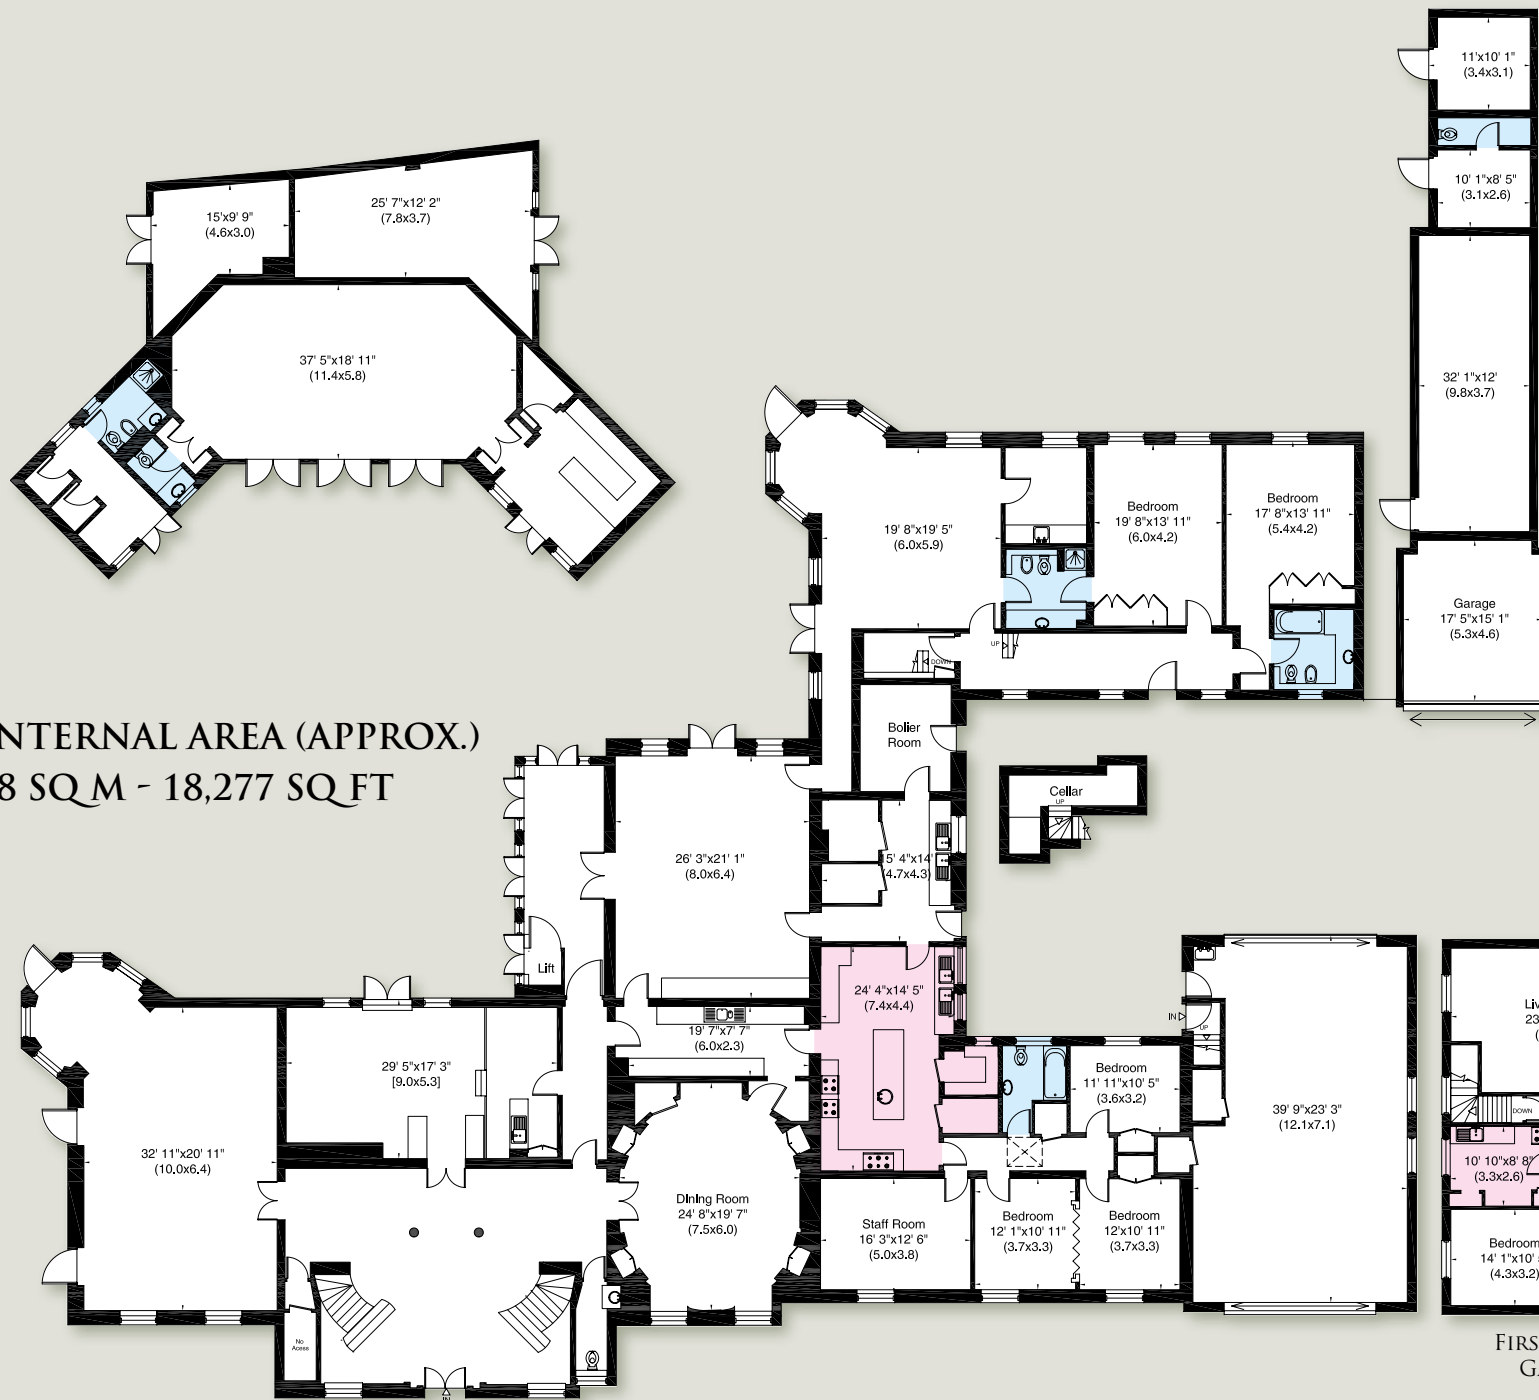 11'x10' 1"
(3.4x3.1)
10' 1"x8' 5"
(3.1x2.6)
32' 1"x12'
(9.8x3.7)
Garage
17' 5"x15' 1"
(5.3x4.6)
15'x9' 9"
(4.6x3.0)
25' 7"x12' 2"
(7.8x3.7)
37' 5"x18' 11"
(11.4x5.8)
19' 8"x19' 5"
(6.0x5.9)
Bedroom
19' 8"x13' 11"
(6.0x4.2)
Bedroom
17' 8"x13' 11"
(5.4x4.2)
UP
DOWN
NTERNAL AREA (APPROX.)
8 SQ M - 18,277 SQ FT
Bolier
Room
Cellar
UP
26' 3"x21' 1"
(8.0x6.4)
5' 4"x14'
(4.7x4.3)
Lift
24' 4"x14' 5"
(7.4x4.4)
19' 7"x7' 7"
(6.0x2.3)
29' 5"x17' 3"
[9.0x5.3]
32' 11"x20' 11"
(10.0x6.4)
Dining Room
24' 8"x19' 7"
(7.5x6.0)
Bedroom
11' 11"x10' 5"
(3.6x3.2)
Staff Room
16' 3"x12' 6"
(5.0x3.8)
Bedroom
12' 1"x10' 11"
(3.7x3.3)
Bedroom
12'x10' 11"
(3.7x3.3)
IN
UP
39' 9"x23' 3"
(12.1x7.1)
Liv
23
(
DOWN
10' 10"x8' 8"
(3.3x2.6)
Bedroom
14' 1"x10'
(4.3x3.2)
No
Acess
IN
FIRS
G